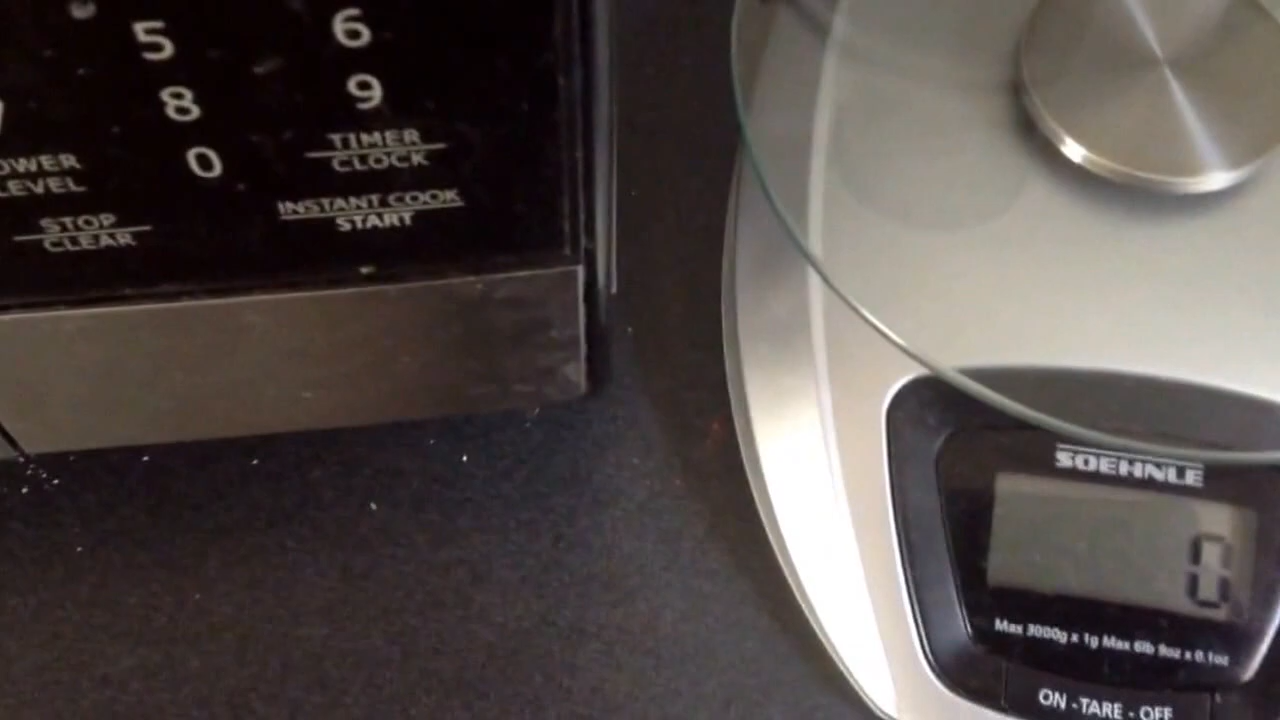 5 6
8 9
0
TIMER
CLOCK
LEVEL
INSTANT COOK
START
STOP
CLEAR
SOEHNLE
0
Max 3000g x 1g Max 6lb 9oz x 0.1oz
ON - TARE - OFF